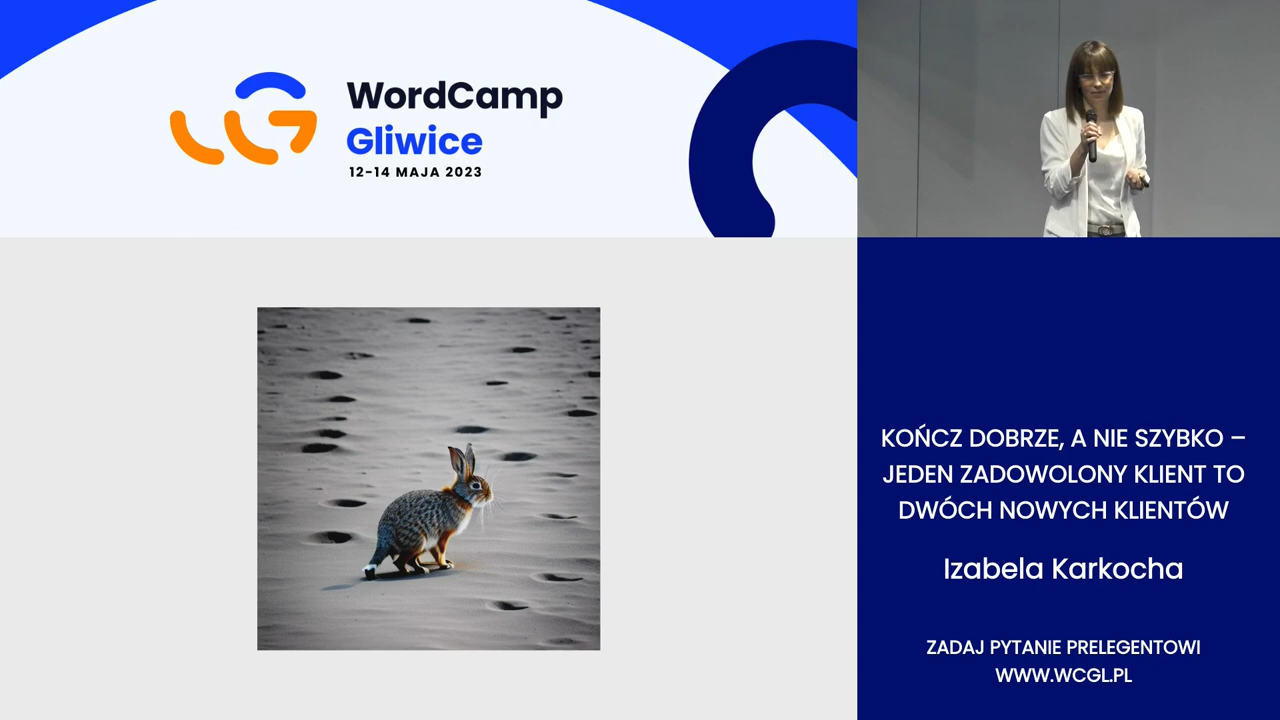 WordCamp
Gliwice
12-14 MAJA 2023
KOŃCZ DOBRZE, A NIE SZYBKO –
JEDEN ZADOWOLONY KLIENT TO
DWÓCH NOWYCH KLIENTÓW
Izabela Karkocha
ZADAJ PYTANIE PRELEGENTOWI
WWW.WCGL.PL